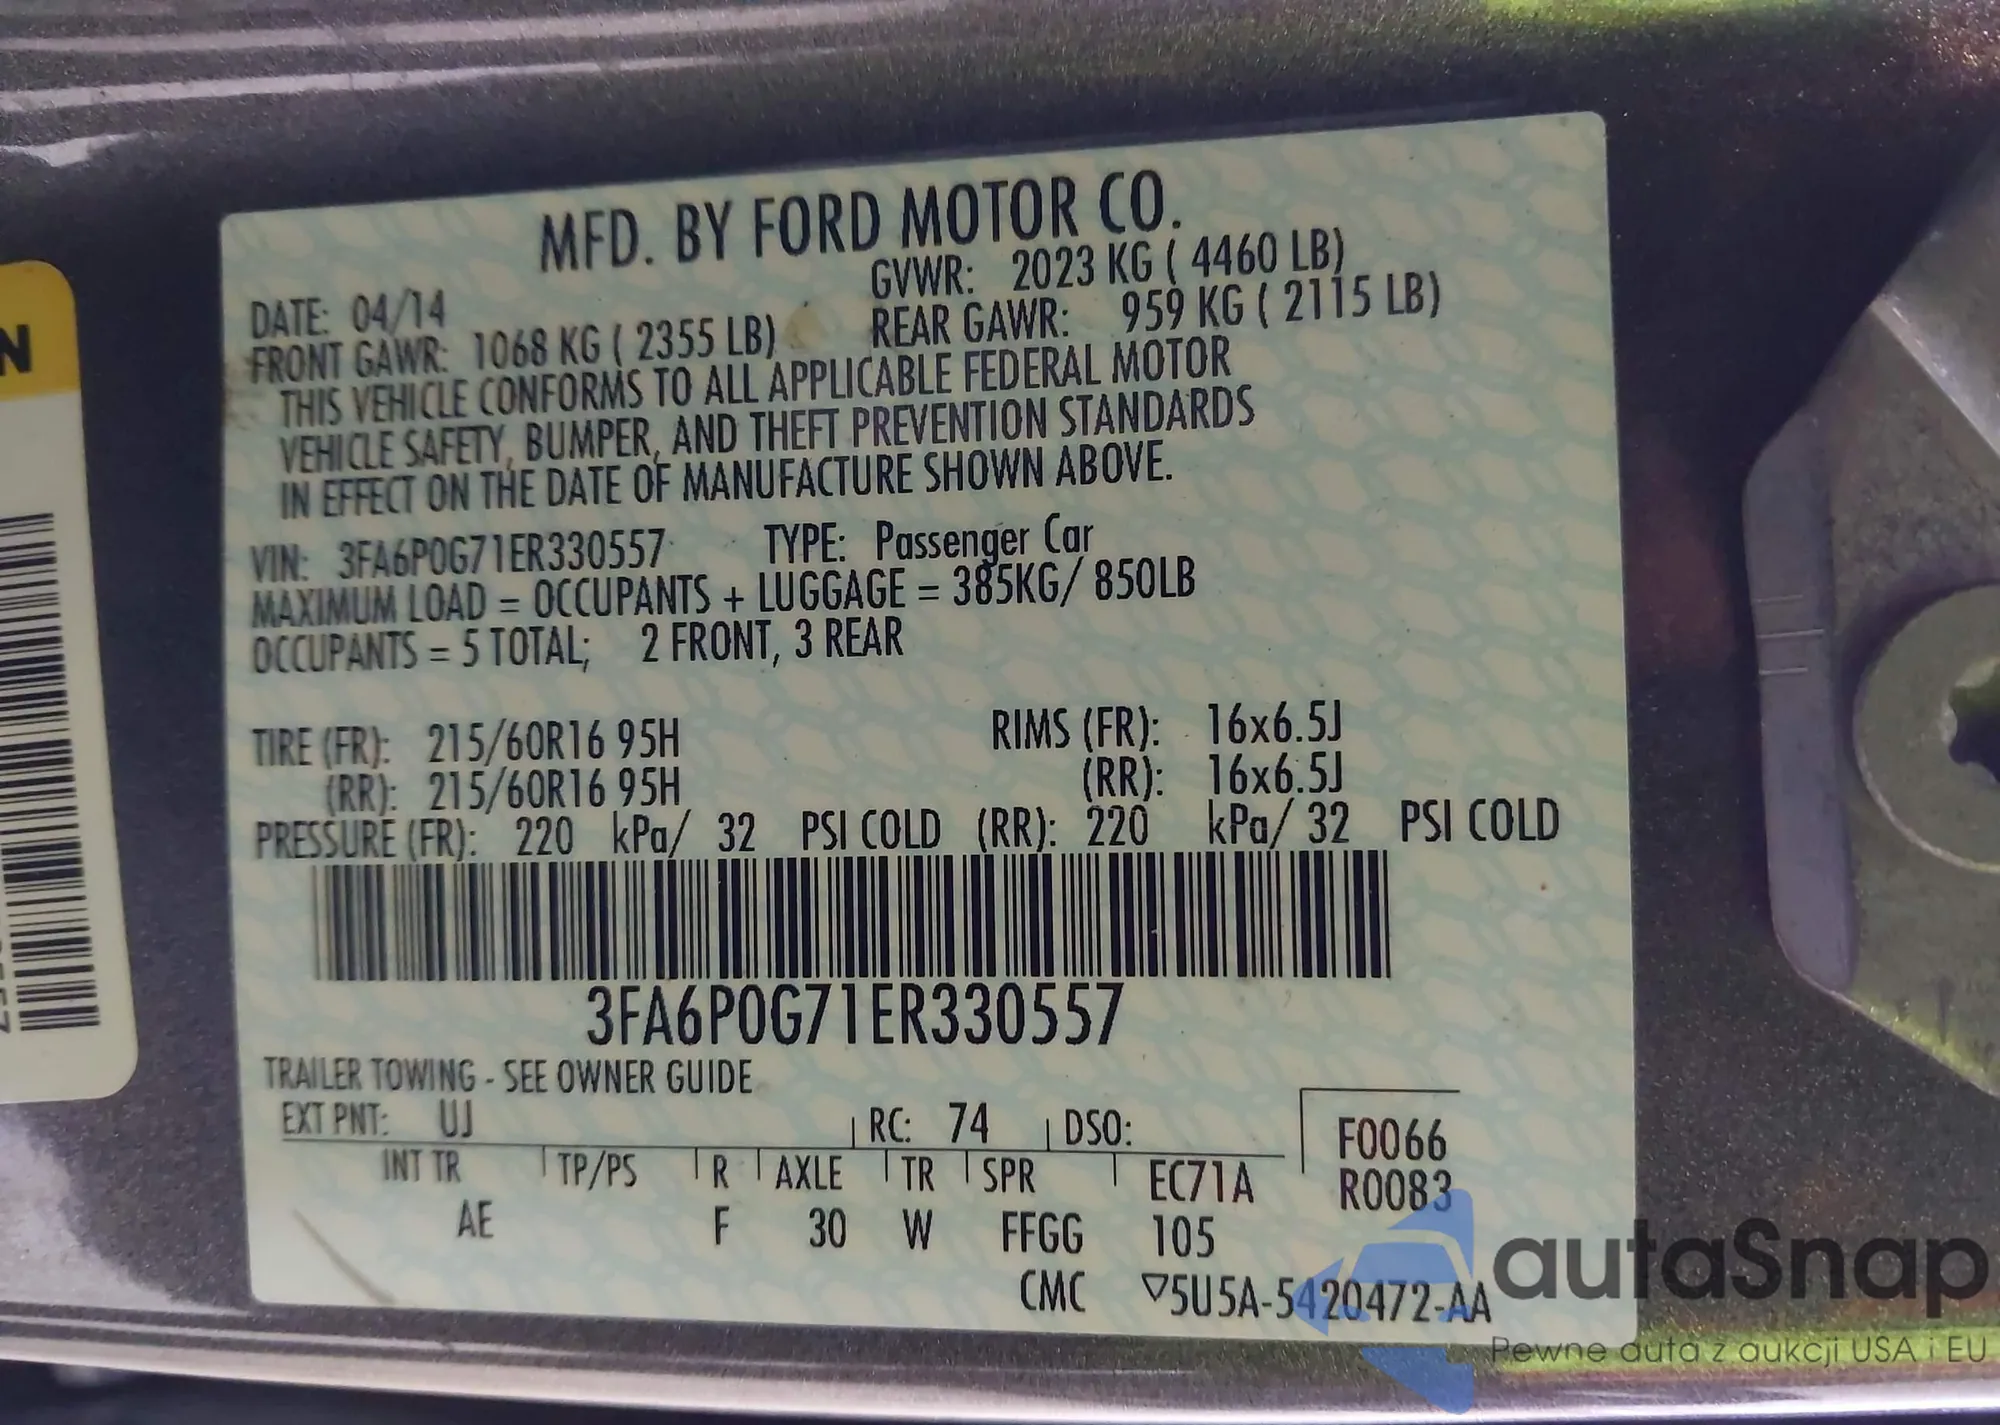 MFD. BY FORD MOTOR CO.
DATE: 04/14
GVWR: 2023 KG ( 4460 LB)
FRONT GAWR: 1068 KG ( 2355 LB)
REAR GAWR: 959 KG ( 2115 LB)
THIS VEHICLE CONFORMS TO ALL APPLICABLE FEDERAL MOTOR
VEHICLE SAFETY, BUMPER, AND THEFT PREVENTION STANDARDS
IN EFFECT ON THE DATE OF MANUFACTURE SHOWN ABOVE.
VIN: 3FA6P0G71ER330557 TYPE: Passenger Car
MAXIMUM LOAD = OCCUPANTS + LUGGAGE = 385KG/ 850LB
OCCUPANTS = 5 TOTAL; 2 FRONT, 3 REAR
TIRE (FR): 215/60R16 95H RIMS (FR): 16x6.5J
(RR): 215/60R16 95H (RR): 16x6.5J
PRESSURE (FR): 220 kPa/ 32 PSI COLD (RR): 220 kPa/ 32 PSI COLD
3FA6P0G71ER330557
TRAILER TOWING - SEE OWNER GUIDE
EXT PNT: UJ RC: 74 DSO: F0066
INT TR TP/PS R AXLE TR SPR EC71A R0083
AE F 30 W FFGG 105
CMC ▽5U5A-5420472-AA
N
autaSnap
Pewne auta z aukcji USA i EU